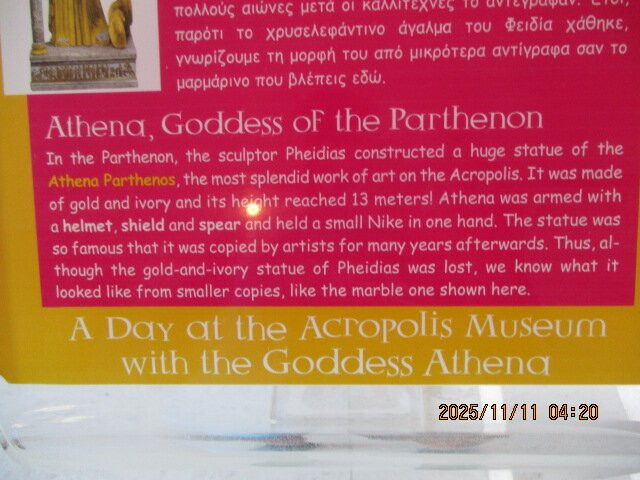 πολλούς αιώνες μετά οι καλλιτέχνες το αντέγραφαν. Έτσι,
παρότι το χρυσελεφάντινο άγαλμα του Φειδία χάθηκε,
γνωρίζουμε τη μορφή του από μικρότερα αντίγραφα σαν το
μαρμάρινο που βλέπεις εδώ.
Athena, Goddess of the Parthenon
In the Parthenon, the sculptor Pheidias constructed a huge statue of the
Athena Parthenos, the most splendid work of art on the Acropolis. It was made
of gold and ivory and its height reached 13 meters! Athena was armed with
a helmet, shield and spear and held a small Nike in one hand. The statue was
so famous that it was copied by artists for many years afterwards. Thus, al-
though the gold-and-ivory statue of Pheidias was lost, we know what it
looked like from smaller copies, like the marble one shown here.
A Day at the Acropolis Museum
with the Goddess Athena
2025/11/11 04:20